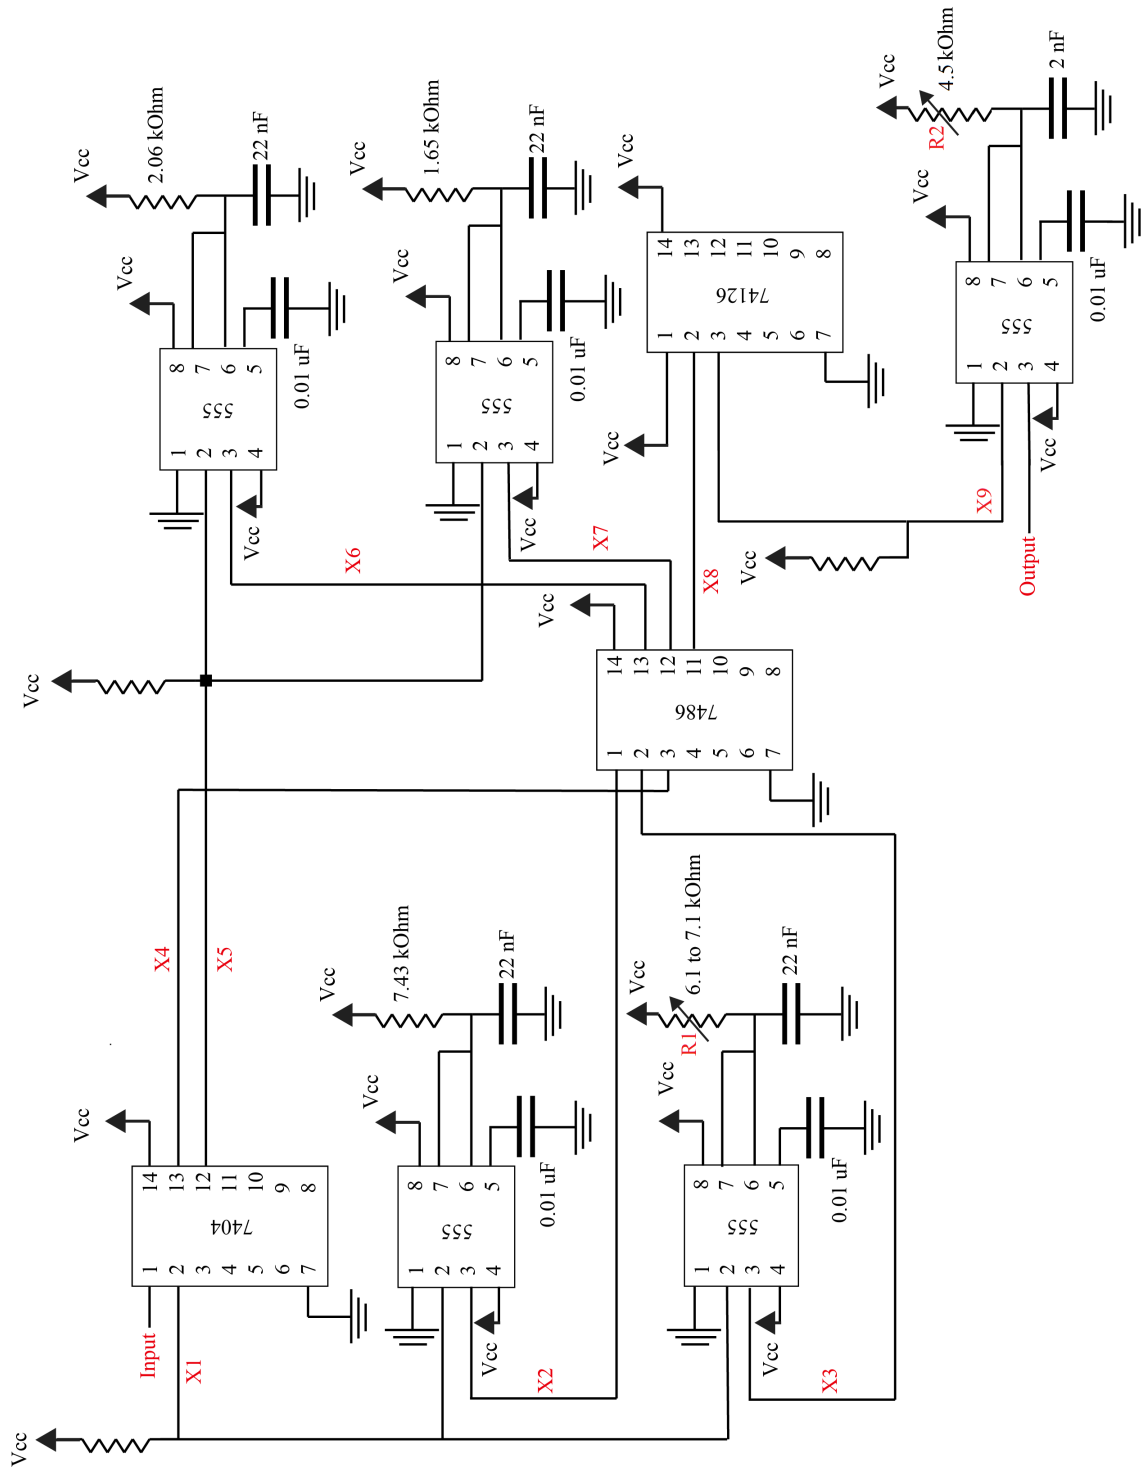 Vcc
2.06 kOhm
22 nF
Vcc
8 7 6 5
555
1 2 3 4
0.01 uF
Vcc
Vcc
1.65 kOhm
22 nF
Vcc
8 7 6 5
555
1 2 3 4
0.01 uF
Vcc
Vcc
14 13 12 11 10 9 8
74126
1 2 3 4 5 6 7
Vcc
Vcc
R2
4.5 kOhm
2 nF
Vcc
8 7 6 5
555
1 2 3 4
0.01 uF
Vcc
X9
Output
Vcc
X6
X7
X8
Vcc
Vcc
14 13 12 11 10 9 8
7486
1 2 3 4 5 6 7
X4
X5
Vcc
14 13 12 11 10 9 8
7404
1 2 3 4 5 6 7
Input
X1
Vcc
Vcc
7.43 kOhm
22 nF
Vcc
8 7 6 5
555
1 2 3 4
0.01 uF
Vcc
X2
Vcc
R1
6.1 to 7.1 kOhm
22 nF
Vcc
8 7 6 5
555
1 2 3 4
0.01 uF
Vcc
X3